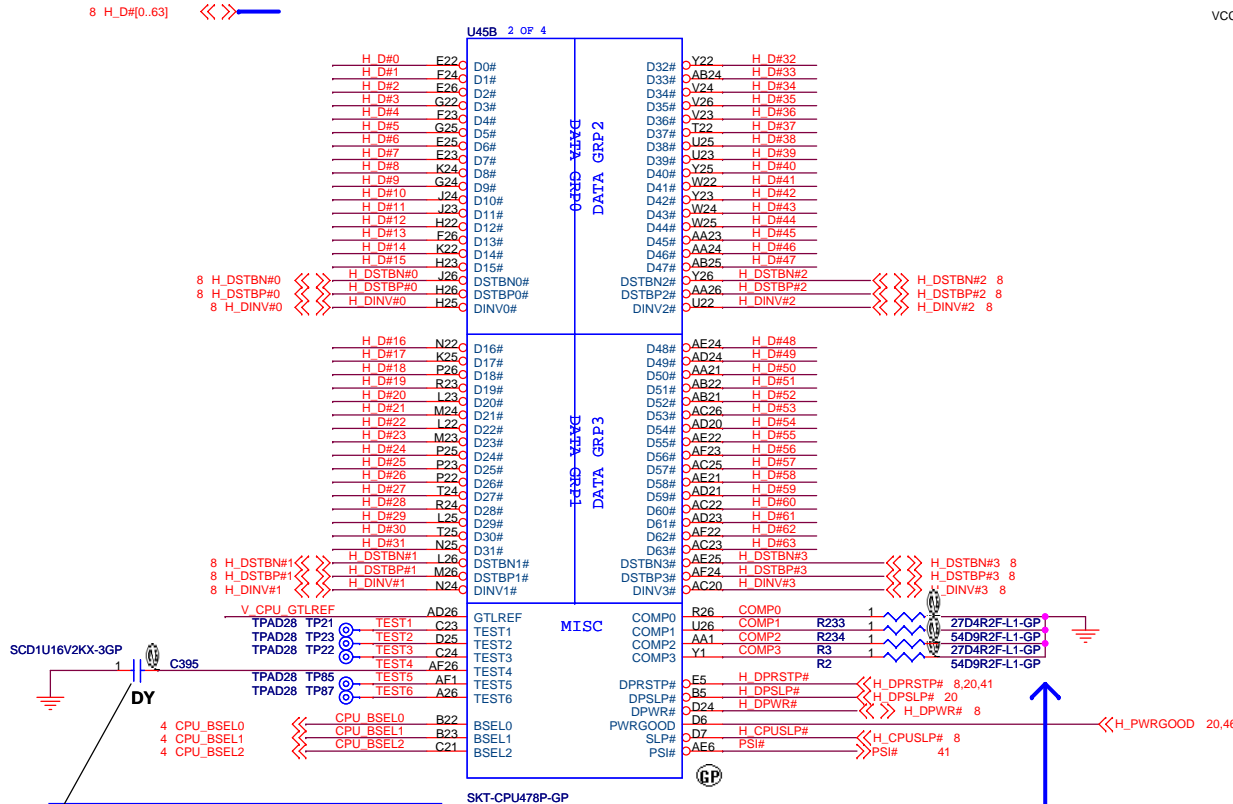 8 H_D#[0..63]
VCC
U45B 2 OF 4
H_D#0 E22 D0# D32# Y22 H_D#32
H_D#1 F24 D1# D33# AB24 H_D#33
H_D#2 E26 D2# D34# V24 H_D#34
H_D#3 G22 D3# D35# V26 H_D#35
H_D#4 F23 D4# D36# V23 H_D#36
H_D#5 G25 D5# D37# T22 H_D#37
H_D#6 E25 D6# D38# U25 H_D#38
H_D#7 E23 D7# D39# U23 H_D#39
H_D#8 K24 D8# D40# Y25 H_D#40
H_D#9 G24 D9# D41# W22 H_D#41
H_D#10 J24 D10# D42# Y23 H_D#42
H_D#11 J23 D11# D43# W24 H_D#43
H_D#12 H22 D12# D44# W25 H_D#44
H_D#13 F26 D13# D45# AA23 H_D#45
H_D#14 K22 D14# D46# AA24 H_D#46
H_D#15 H23 D15# D47# AB25 H_D#47
8 H_DSTBN#0 H_DSTBN#0 J26 DSTBN0# DSTBN2# Y26 H_DSTBN#2 H_DSTBN#2 8
8 H_DSTBP#0 H_DSTBP#0 H26 DSTBP0# DSTBP2# AA26 H_DSTBP#2 H_DSTBP#2 8
8 H_DINV#0 H_DINV#0 H25 DINV0# DINV2# U22 H_DINV#2 H_DINV#2 8
DATA GRP0
DATA GRP2
H_D#16 N22 D16# D48# AE24 H_D#48
H_D#17 K25 D17# D49# AD24 H_D#49
H_D#18 P26 D18# D50# AA21 H_D#50
H_D#19 R23 D19# D51# AB22 H_D#51
H_D#20 L23 D20# D52# AB21 H_D#52
H_D#21 M24 D21# D53# AC26 H_D#53
H_D#22 L22 D22# D54# AD20 H_D#54
H_D#23 M23 D23# D55# AE22 H_D#55
H_D#24 P25 D24# D56# AF23 H_D#56
H_D#25 P23 D25# D57# AC25 H_D#57
H_D#26 P22 D26# D58# AE21 H_D#58
H_D#27 T24 D27# D59# AD21 H_D#59
H_D#28 R24 D28# D60# AC22 H_D#60
H_D#29 L25 D29# D61# AD23 H_D#61
H_D#30 T25 D30# D62# AF22 H_D#62
H_D#31 N25 D31# D63# AC23 H_D#63
8 H_DSTBN#1 H_DSTBN#1 L26 DSTBN1# DSTBN3# AE25 H_DSTBN#3 H_DSTBN#3 8
8 H_DSTBP#1 H_DSTBP#1 M26 DSTBP1# DSTBP3# AF24 H_DSTBP#3 H_DSTBP#3 8
8 H_DINV#1 H_DINV#1 N24 DINV1# DINV3# AC20 H_DINV#3 H_DINV#3 8
DATA GRP1
DATA GRP3
MISC
V_CPU_GTLREF AD26 GTLREF COMP0 R26 COMP0 R233 1 27D4R2F-L1-GP
TPAD28 TP21 TEST1 C23 TEST1 COMP1 U26 COMP1 R234 1 54D9R2F-L1-GP
TPAD28 TP23 TEST2 D25 TEST2 COMP2 AA1 COMP2 R3 1 27D4R2F-L1-GP
TPAD28 TP22 TEST3 C24 TEST3 COMP3 Y1 COMP3 R2 1 54D9R2F-L1-GP
SCD1U16V2KX-3GP 1 C395 DY TEST4 AF26 TEST4
TPAD28 TP85 TEST5 AF1 TEST5 DPRSTP# E5 H_DPRSTP# H_DPRSTP# 8,20,41
TPAD28 TP87 TEST6 A26 TEST6 DPSLP# B5 H_DPSLP# H_DPSLP# 20
DPWR# D24 H_DPWR# H_DPWR# 8
4 CPU_BSEL0 CPU_BSEL0 B22 BSEL0 PWRGOOD D6 H_PWRGOOD 20,46
4 CPU_BSEL1 CPU_BSEL1 B23 BSEL1 SLP# D7 H_CPUSLP# H_CPUSLP# 8
4 CPU_BSEL2 CPU_BSEL2 C21 BSEL2 PSI# AE6 PSI# PSI# 41
GP
SKT-CPU478P-GP